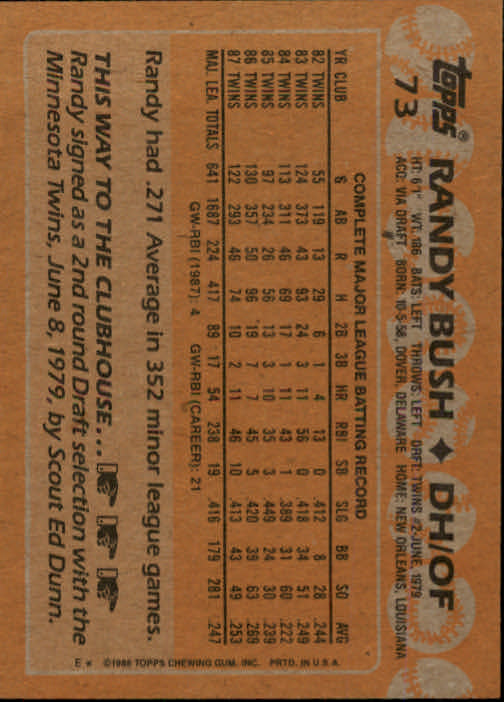 topps®
73
RANDY BUSH ◆ DH/OF
HT: 6'1" WT: 186 BATS: LEFT THROWS: LEFT DRFT: TWINS #2-JUNE, 1979
ACQ: VIA DRAFT BORN: 10-5-58, DOVER, DELAWARE HOME: NEW ORLEANS, LOUISIANA
COMPLETE MAJOR LEAGUE BATTING RECORD
YR CLUB G AB R H 2B 3B HR RBI SB SLG BB SO AVG
82 TWINS 55 119 13 29 6 1 4 13 0 .412 8 28 .244
83 TWINS 124 373 43 93 24 3 11 56 0 .418 34 51 .249
84 TWINS 113 311 46 69 17 1 11 43 1 .389 31 60 .222
85 TWINS 97 234 26 56 13 3 10 35 3 .449 24 30 .239
86 TWINS 130 357 50 96 19 7 7 45 5 .420 39 63 .269
87 TWINS 122 293 46 74 10 2 11 46 10 .413 43 49 .253
MAJ. LEA. TOTALS 641 1687 224 417 89 17 54 238 19 .416 179 281 .247
GW-RBI (1987): 4 GW-RBI (CAREER): 21
Randy had .271 Average in 352 minor league games.
THIS WAY TO THE CLUBHOUSE...
Randy signed as a 2nd round Draft selection with the
Minnesota Twins, June 8, 1979, by Scout Ed Dunn.
E * ©1988 TOPPS CHEWING GUM, INC. PRTD. IN U.S.A.